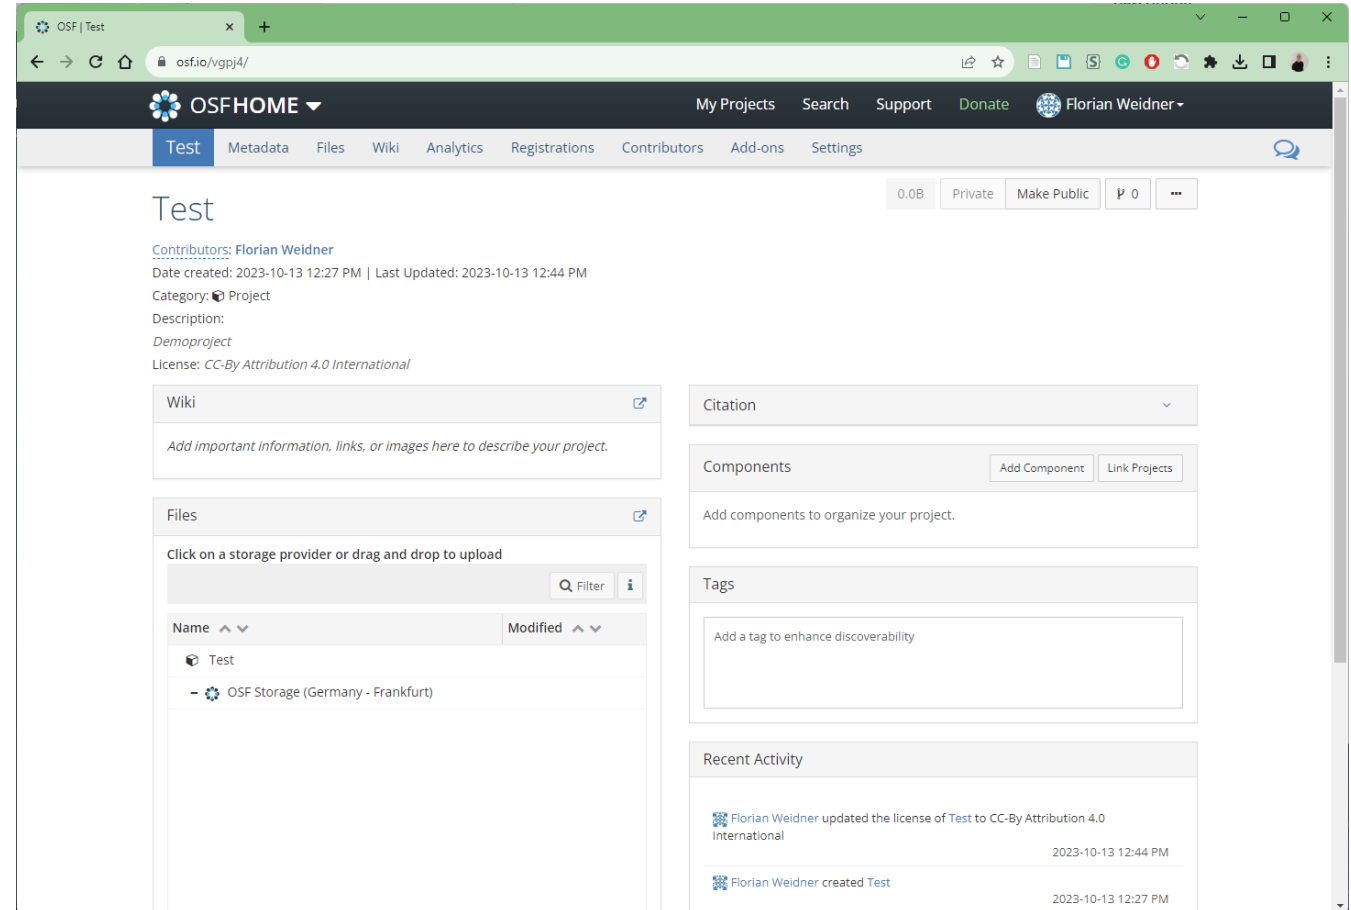 OSF | Test
osf.io/vgpj4/
OSFHOME
My Projects
Search
Support
Donate
Florian Weidner
Test
Metadata
Files
Wiki
Analytics
Registrations
Contributors
Add-ons
Settings
0.0B
Private
Make Public
0
Test
Contributors: Florian Weidner
Date created: 2023-10-13 12:27 PM | Last Updated: 2023-10-13 12:44 PM
Category: Project
Description:
Demoproject
License: CC-By Attribution 4.0 International
Wiki
Add important information, links, or images here to describe your project.
Files
Click on a storage provider or drag and drop to upload
Filter
i
Name
Modified
Test
OSF Storage (Germany - Frankfurt)
Citation
Components
Add Component
Link Projects
Add components to organize your project.
Tags
Add a tag to enhance discoverability
Recent Activity
Florian Weidner updated the license of Test to CC-By Attribution 4.0
International
2023-10-13 12:44 PM
Florian Weidner created Test
2023-10-13 12:27 PM